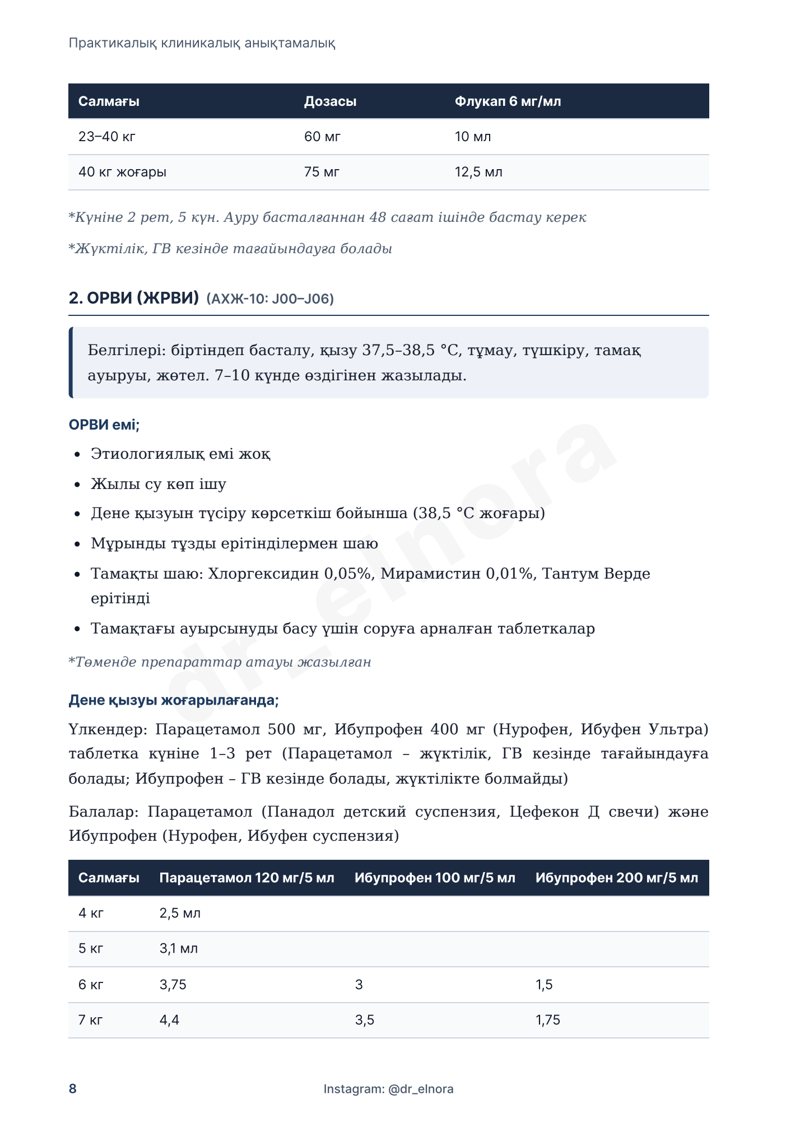 Практикалық клиникалық анықтамалық
Салмағы Дозасы Флукап 6 мг/мл
23–40 кг 60 мг 10 мл
40 кг жоғары 75 мг 12,5 мл
*Күніне 2 рет, 5 күн. Ауру басталғаннан 48 сағат ішінде бастау керек
*Жүктілік, ГВ кезінде тағайындауға болады
2. ОРВИ (ЖРВИ) (АХЖ-10: J00–J06)
Белгілері: біртіндеп басталу, қызу 37,5–38,5 °C, тұмау, түшкіру, тамақ
ауыруы, жөтел. 7–10 күнде өздігінен жазылады.
ОРВИ емі;
• Этиологиялық емі жоқ
• Жылы су көп ішу
• Дене қызуын түсіру көрсеткіш бойынша (38,5 °C жоғары)
• Мұрынды тұзды ерітінділермен шаю
• Тамақты шаю: Хлоргексидин 0,05%, Мирамистин 0,01%, Тантум Верде
ерітінді
• Тамақтағы ауырсынуды басу үшін соруға арналған таблеткалар
*Төменде препараттар атауы жазылған
Дене қызуы жоғарылағанда;
Үлкендер: Парацетамол 500 мг, Ибупрофен 400 мг (Нурофен, Ибуфен Ультра)
таблетка күніне 1–3 рет (Парацетамол – жүктілік, ГВ кезінде тағайындауға
болады; Ибупрофен – ГВ кезінде болады, жүктілікте болмайды)
Балалар: Парацетамол (Панадол детский суспензия, Цефекон Д свечи) және
Ибупрофен (Нурофен, Ибуфен суспензия)
Салмағы Парацетамол 120 мг/5 мл Ибупрофен 100 мг/5 мл Ибупрофен 200 мг/5 мл
4 кг 2,5 мл
5 кг 3,1 мл
6 кг 3,75 3 1,5
7 кг 4,4 3,5 1,75
dr_elnora
8 Instagram: @dr_elnora